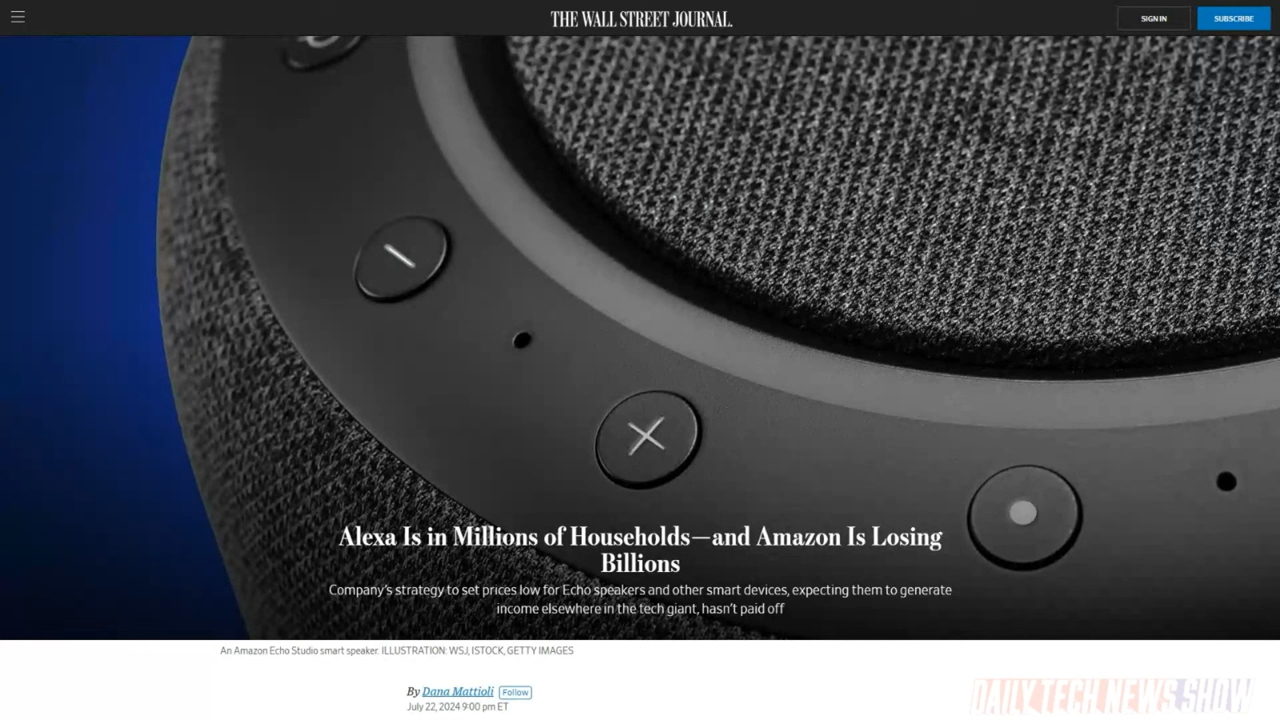 THE WALL STREET JOURNAL.
SIGN IN
SUBSCRIBE
Alexa Is in Millions of Households—and Amazon Is Losing
Billions
Company's strategy to set prices low for Echo speakers and other smart devices, expecting them to generate
income elsewhere in the tech giant, hasn't paid off
An Amazon Echo Studio smart speaker. ILLUSTRATION: WSJ, ISTOCK, GETTY IMAGES
By Dana Mattioli Follow
July 22, 2024 9:00 pm ET
DAILY TECH NEWS SHOW